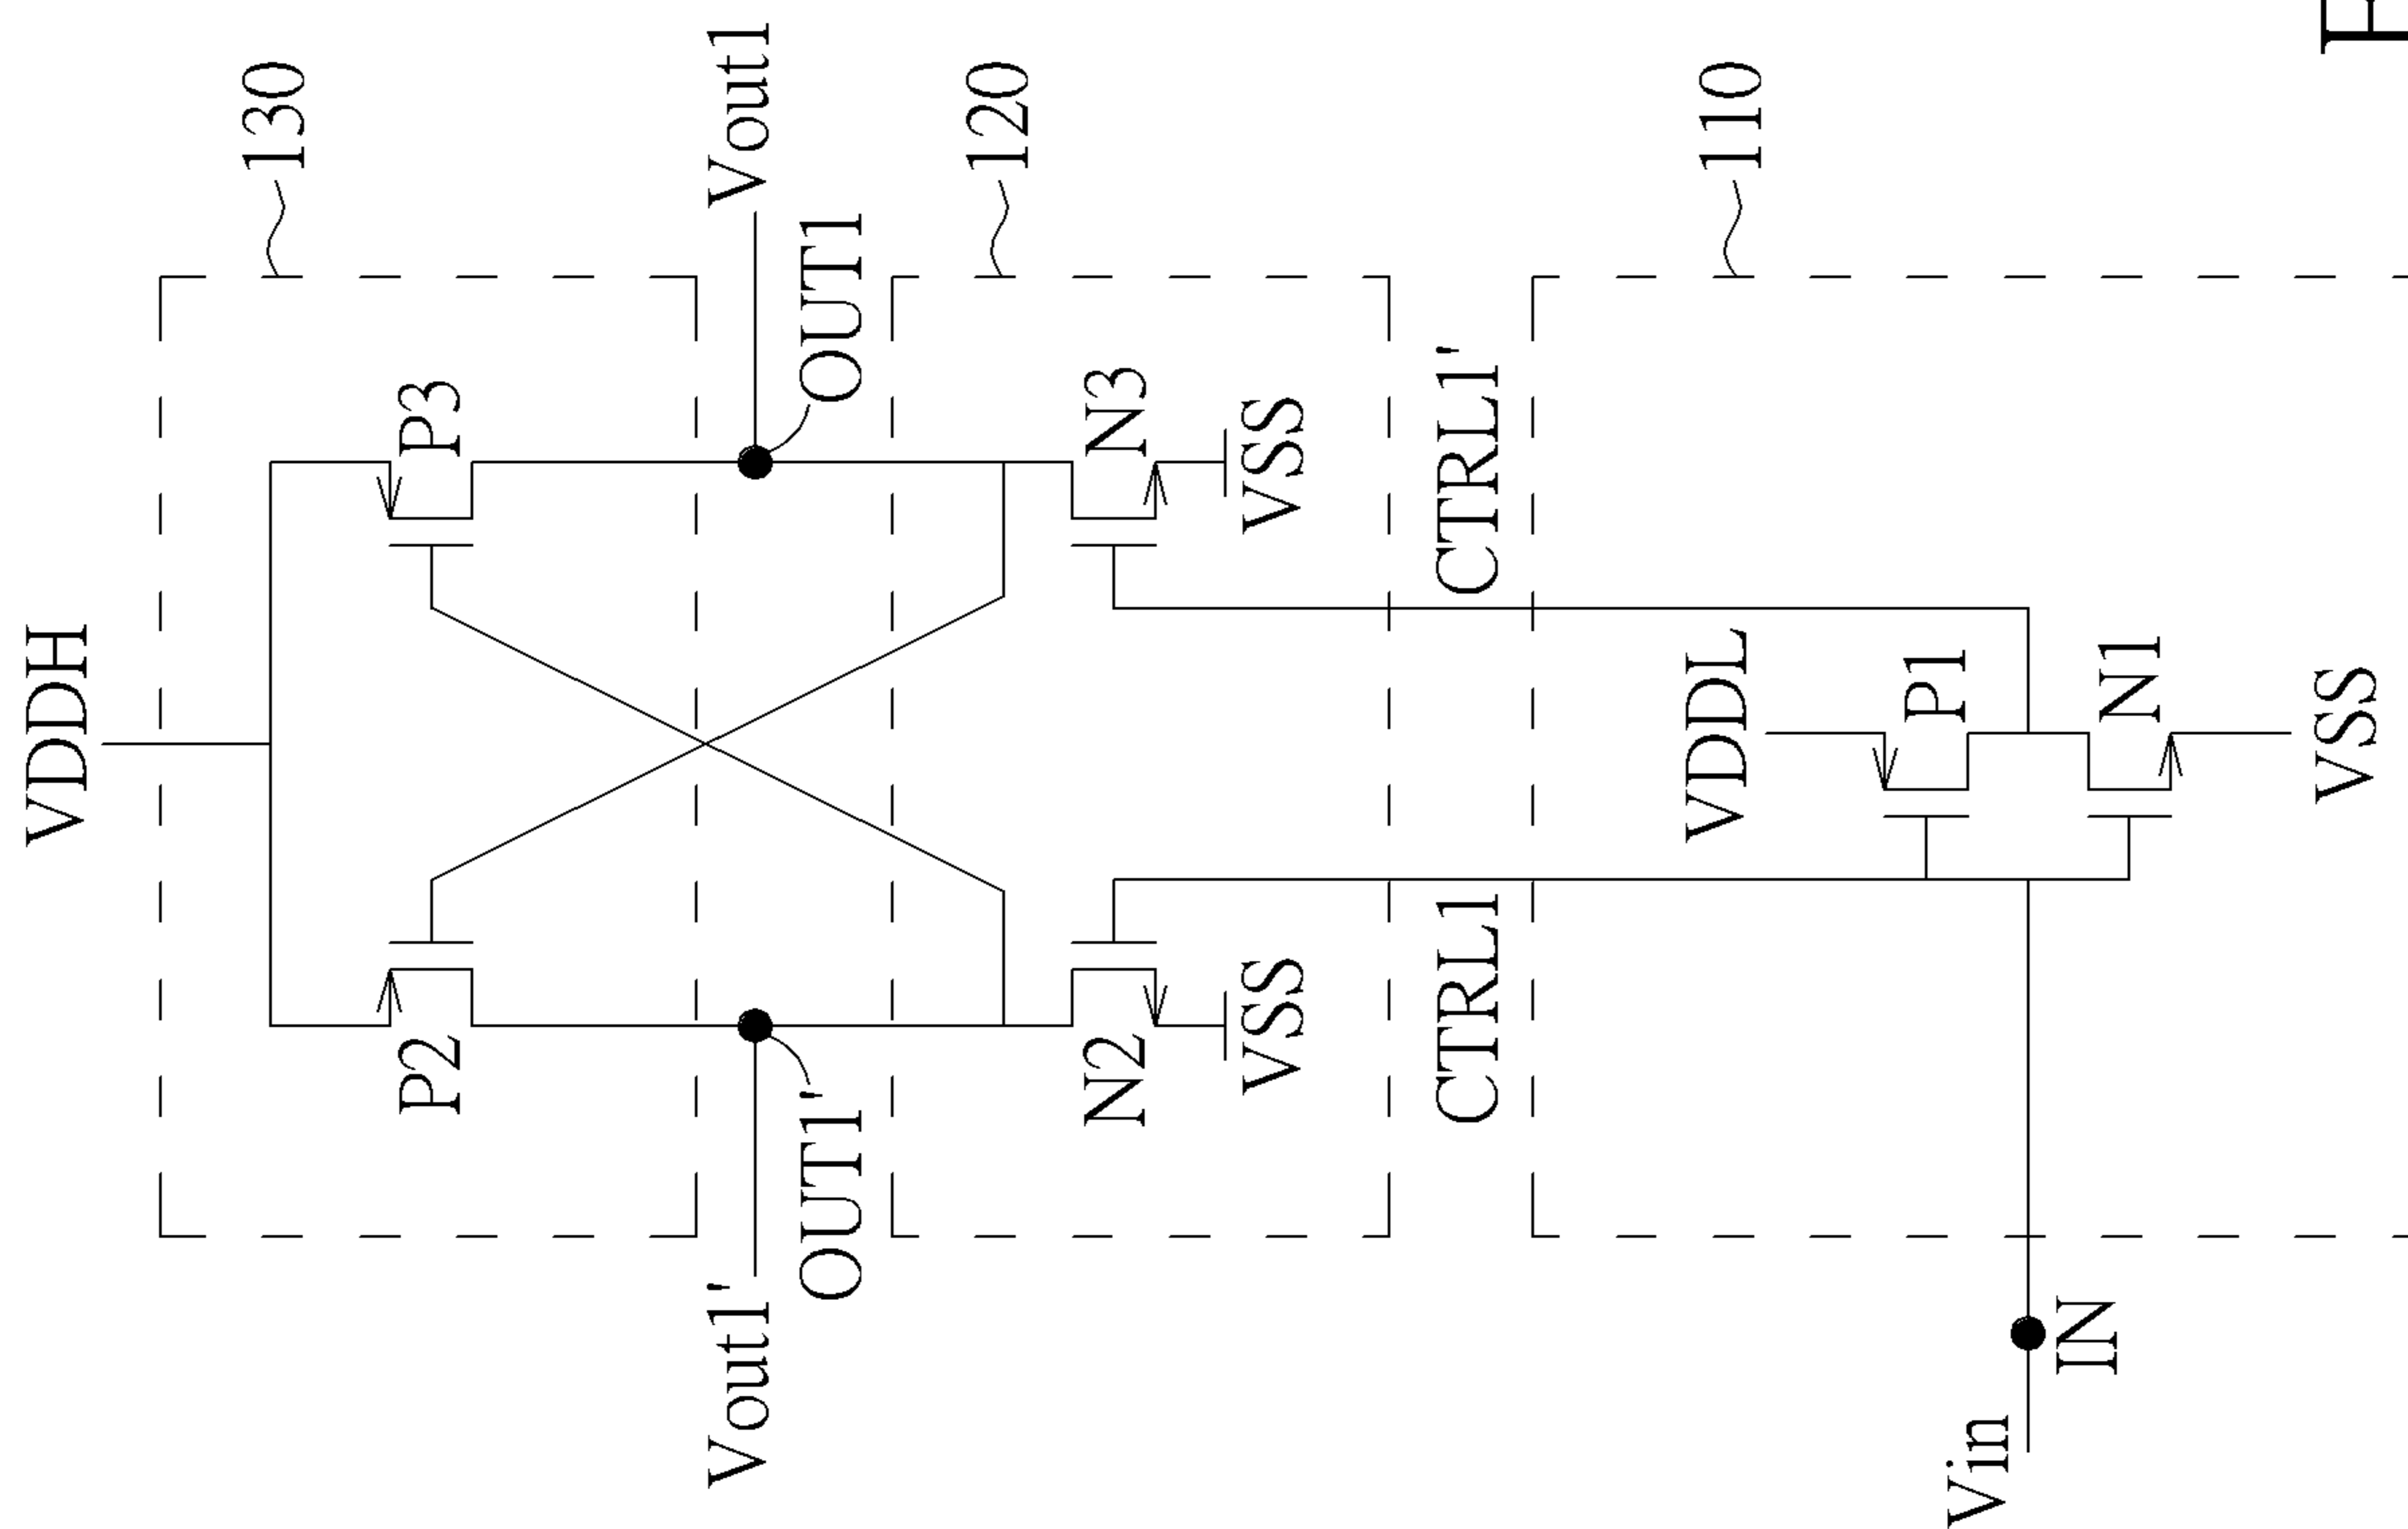 VDDH
130
P2
P3
Vout1'
Vout1
OUT1'
OUT1
120
N2
N3
VSS
VSS
CTRL1
CTRL1'
110
VDDL
P1
Vin
IN
N1
VSS